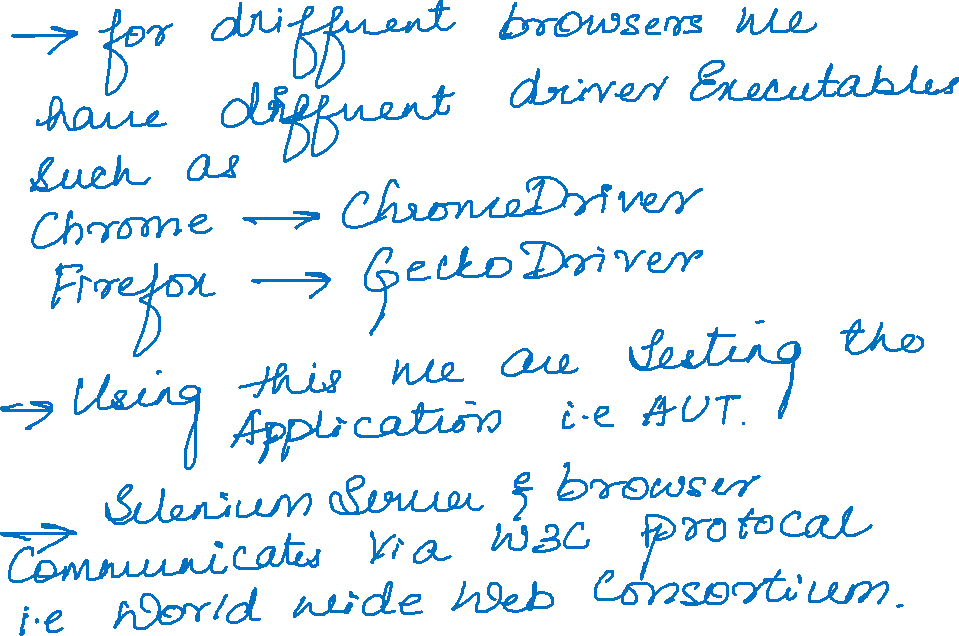 → for driffuent browsers we
have diffuent driver Executables
such as
Chrome → ChromeDriver
Firefox → GeckoDriver
→ Using this we are testing the
Application i.e AUT.
→ Selenium Server & browser
Communicates via W3C protocal
i.e World wide Web Consortium.